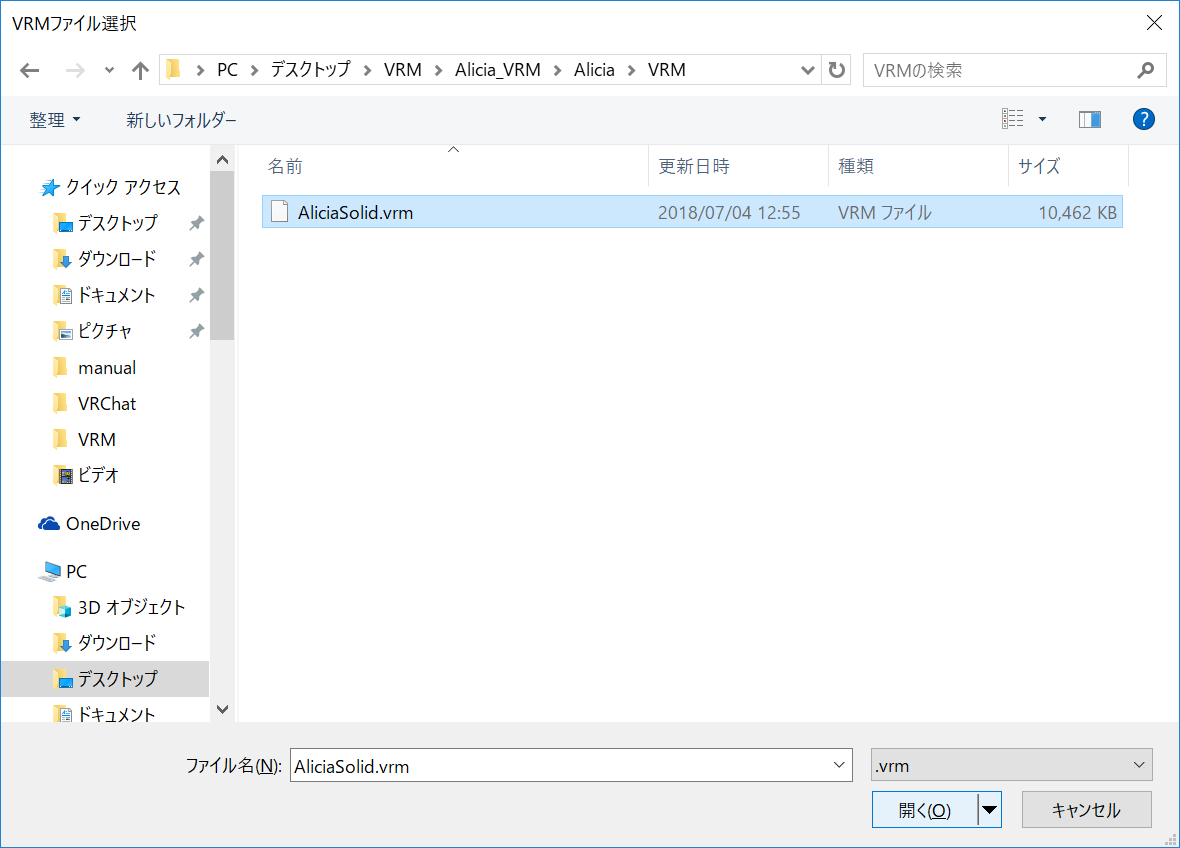 VRMファイル選択
PC デスクトップ VRM Alicia_VRM Alicia VRM
VRMの検索
整理
新しいフォルダー
?
名前 更新日時 種類 サイズ
AliciaSolid.vrm 2018/07/04 12:55 VRM ファイル 10,462 KB
クイック アクセス
デスクトップ
ダウンロード
ドキュメント
ピクチャ
manual
VRChat
VRM
ビデオ
OneDrive
PC
3D オブジェクト
ダウンロード
デスクトップ
ドキュメント
ファイル名(N): AliciaSolid.vrm
.vrm
開く(O)
キャンセル